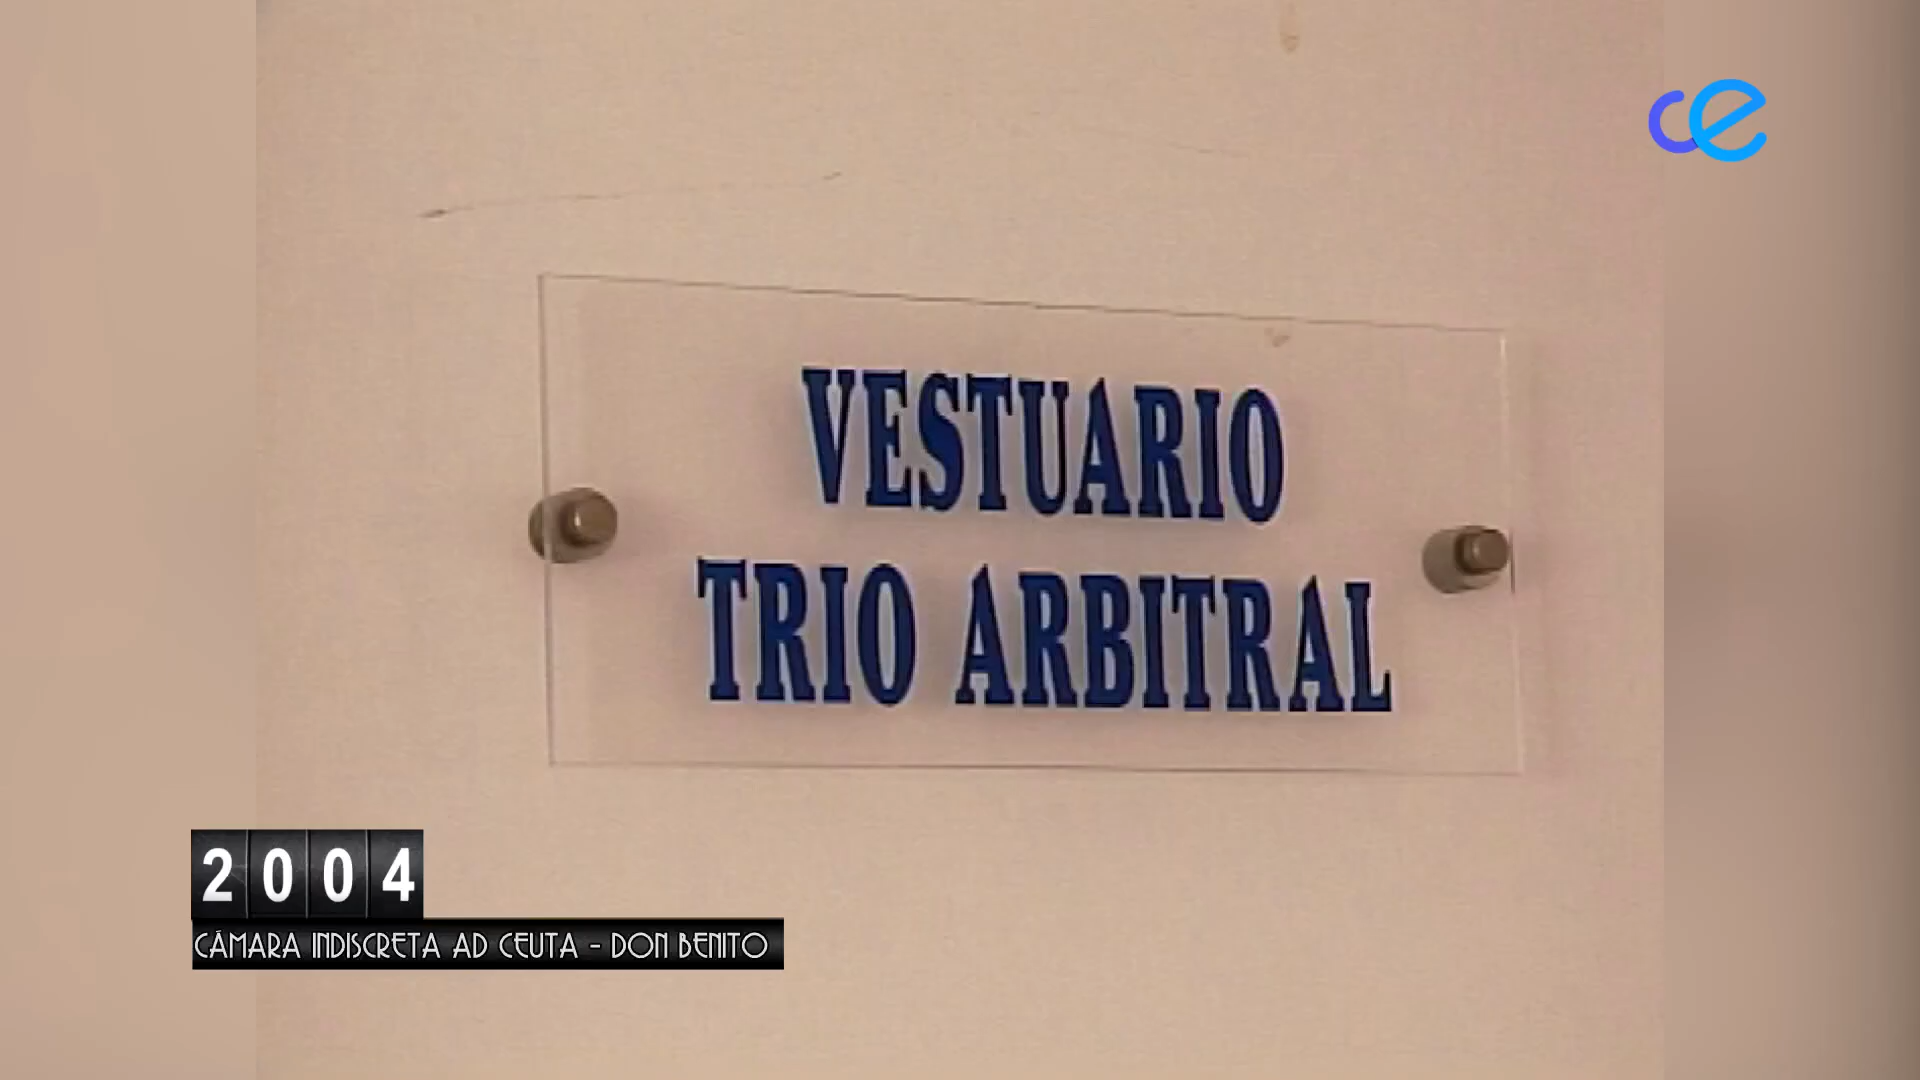 ce
VESTUARIO
TRIO ARBITRAL
2004
CÁMARA INDISCRETA AD CEUTA - DON BENITO